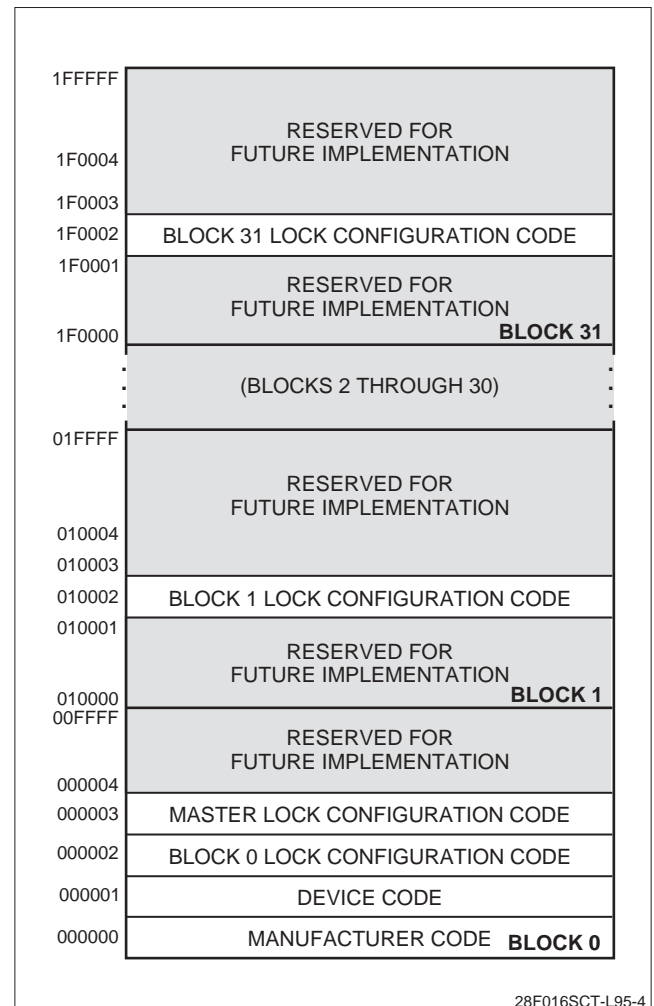 1FFFFF
RESERVED FOR
FUTURE IMPLEMENTATION
1F0004
1F0003
1F0002 BLOCK 31 LOCK CONFIGURATION CODE
1F0001
RESERVED FOR
FUTURE IMPLEMENTATION
1F0000 BLOCK 31
(BLOCKS 2 THROUGH 30)
01FFFF
RESERVED FOR
FUTURE IMPLEMENTATION
010004
010003
010002 BLOCK 1 LOCK CONFIGURATION CODE
010001
RESERVED FOR
FUTURE IMPLEMENTATION
010000 BLOCK 1
00FFFF
RESERVED FOR
FUTURE IMPLEMENTATION
000004
000003 MASTER LOCK CONFIGURATION CODE
000002 BLOCK 0 LOCK CONFIGURATION CODE
000001 DEVICE CODE
000000 MANUFACTURER CODE BLOCK 0
28F016SCT-L95-4